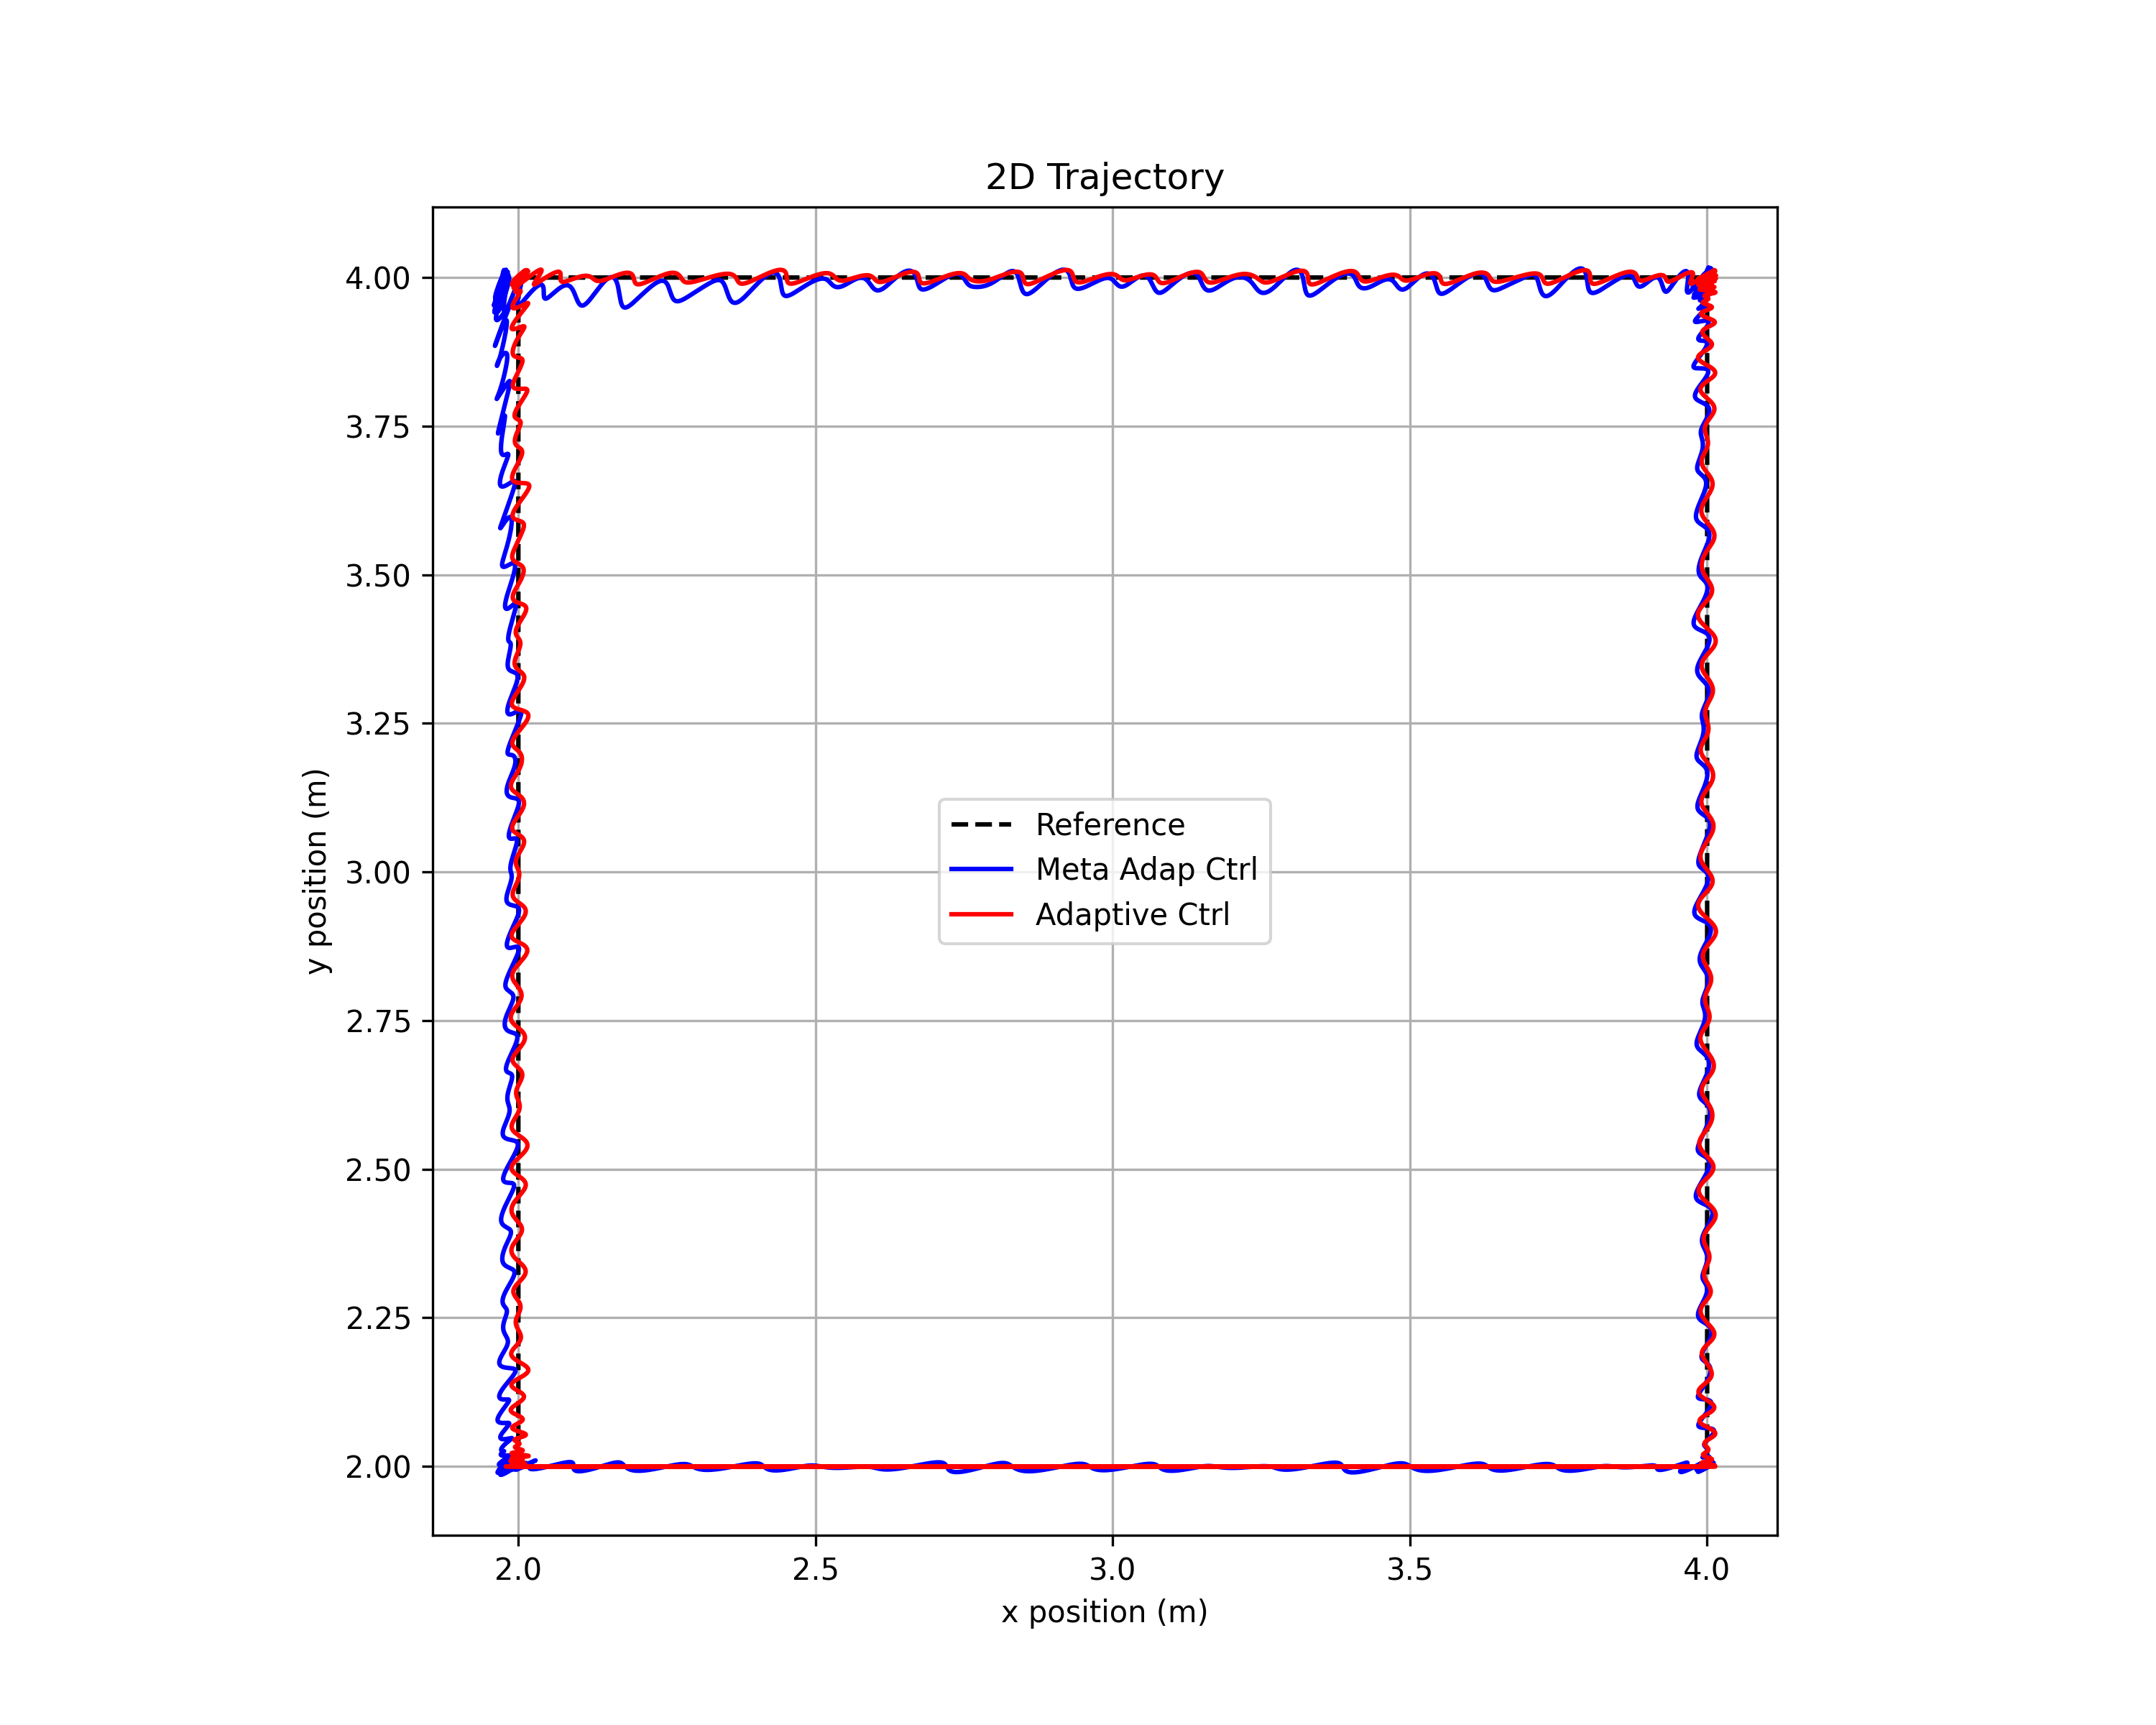 2D Trajectory
4.00
3.75
3.50
3.25
3.00
2.75
2.50
2.25
2.00
y position (m)
Reference
Meta Adap Ctrl
Adaptive Ctrl
2.0 2.5 3.0 3.5 4.0
x position (m)